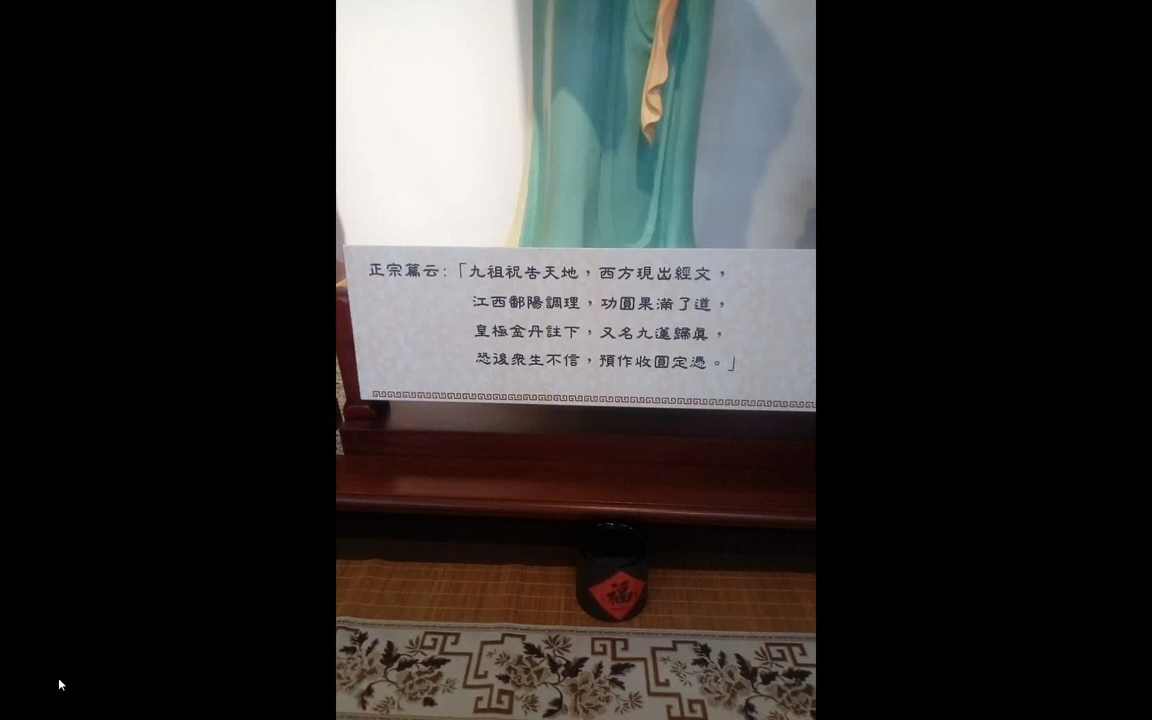 正宗篇云:「九祖祝告天地，西方現出經文，
江西鄱陽調理，功圓果滿了道，
皇極金丹註下，又名九蓮歸真，
恐後衆生不信，預作收圓定憑。」
福